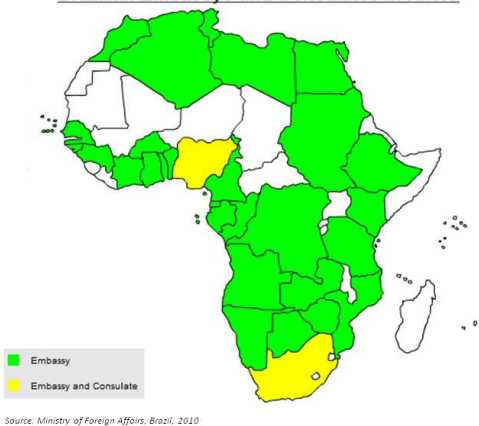 Embassy
Embassy and Consulate
Source: Ministry of Foreign Affairs, Brazil, 2010